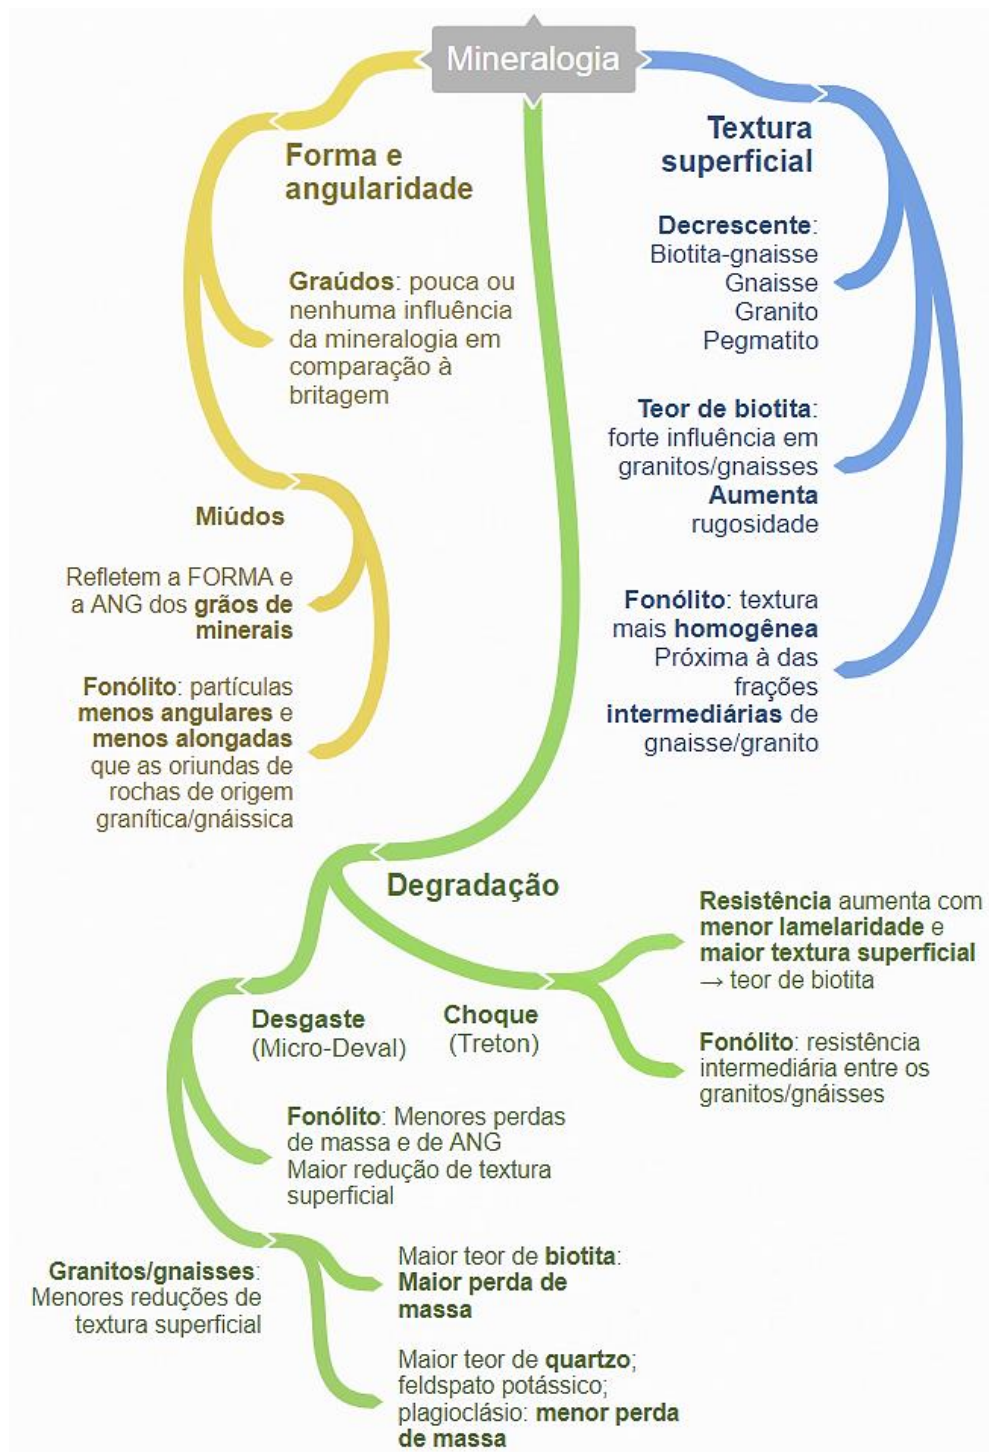 Mineralogia
Forma e
angularidade
Graúdos: pouca ou
nenhuma influência
da mineralogia em
comparação à
britagem
Miúdos
Refletem a FORMA e
a ANG dos grãos de
minerais
Fonólito: partículas
menos angulares e
menos alongadas
que as oriundas de
rochas de origem
granítica/gnáissica
Textura
superficial
Decrescente:
Biotita-gnaisse
Gnaisse
Granito
Pegmatito
Teor de biotita:
forte influência em
granitos/gnaisses
Aumenta
rugosidade
Fonólito: textura
mais homogênea
Próxima à das
frações
intermediárias de
gnaisse/granito
Degradação
Desgaste
(Micro-Deval)
Fonólito: Menores perdas
de massa e de ANG
Maior redução de textura
superficial
Granitos/gnaisses:
Menores reduções de
textura superficial
Maior teor de biotita:
Maior perda de
massa
Maior teor de quartzo;
feldspato potássico;
plagioclásio: menor perda
de massa
Choque
(Treton)
Resistência aumenta com
menor lamelaridade e
maior textura superficial
→ teor de biotita
Fonólito: resistência
intermediária entre os
granitos/gnáisses